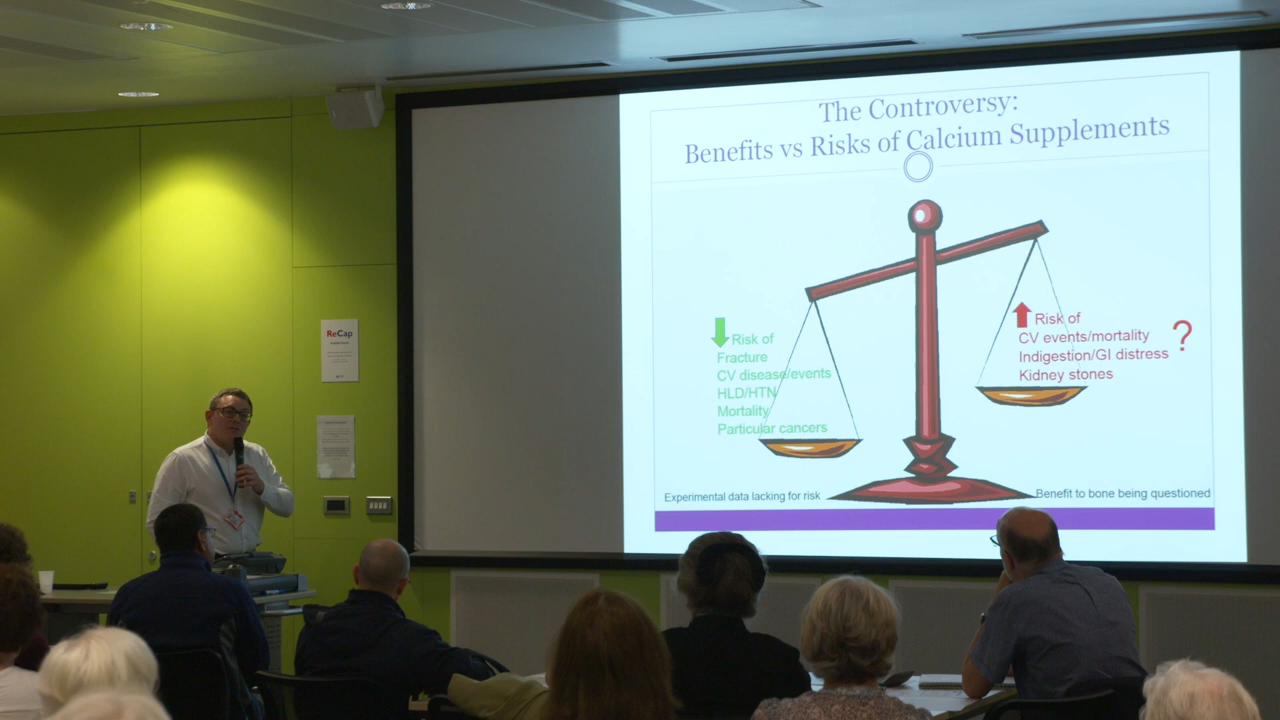 The Controversy:
Benefits vs Risks of Calcium Supplements
Risk of
Fracture
CV disease/events
HLD/HTN
Mortality
Particular cancers
Risk of
CV events/mortality
Indigestion/GI distress
Kidney stones
?
Experimental data lacking for risk
Benefit to bone being questioned
ReCap